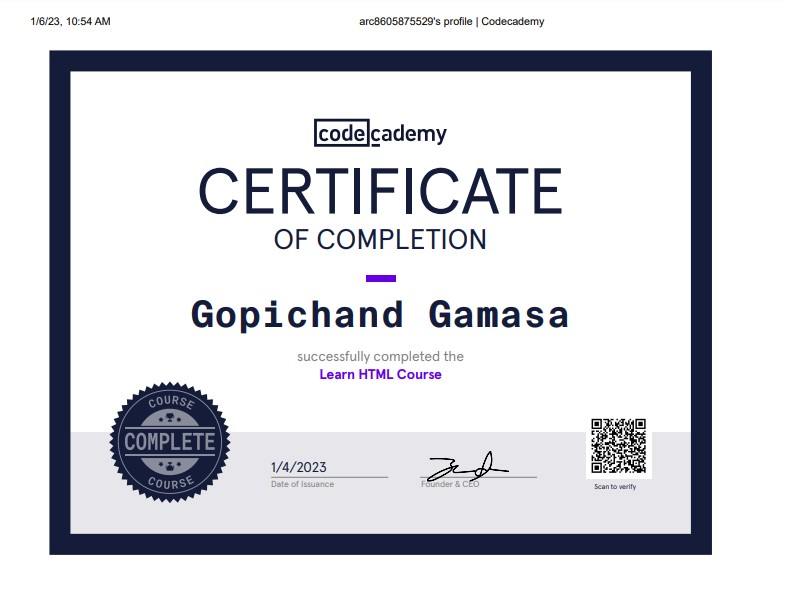 1/6/23, 10:54 AM
arc8605875529's profile | Codecademy
codecademy
CERTIFICATE
OF COMPLETION
Gopichand Gamasa
successfully completed the
Learn HTML Course
COURSE
COMPLETE
COURSE
1/4/2023
Date of Issuance
Founder & CEO
Scan to verify